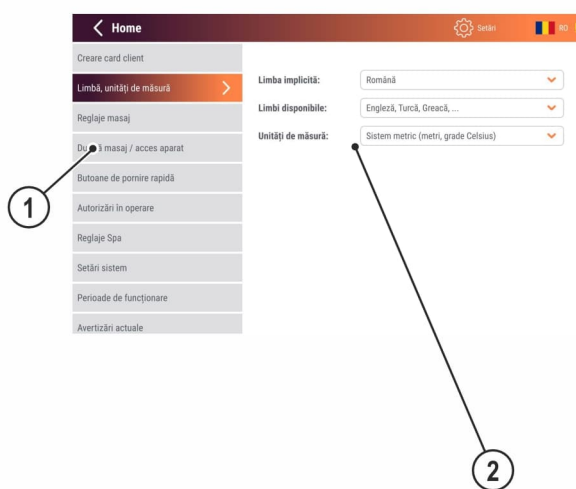 Home
Setări
RO
Creare card client
Limbă, unități de măsură
Reglaje masaj
masaj / acces aparat
Butoane de pornire rapidă
Autorizări în operare
Reglaje Spa
Setări sistem
Perioade de funcționare
Avertizări actuale
Limba implicită: Română
Limbi disponibile: Engleză, Turcă, Greacă, ...
Unități de măsură: Sistem metric (metri, grade Celsius)
1
2